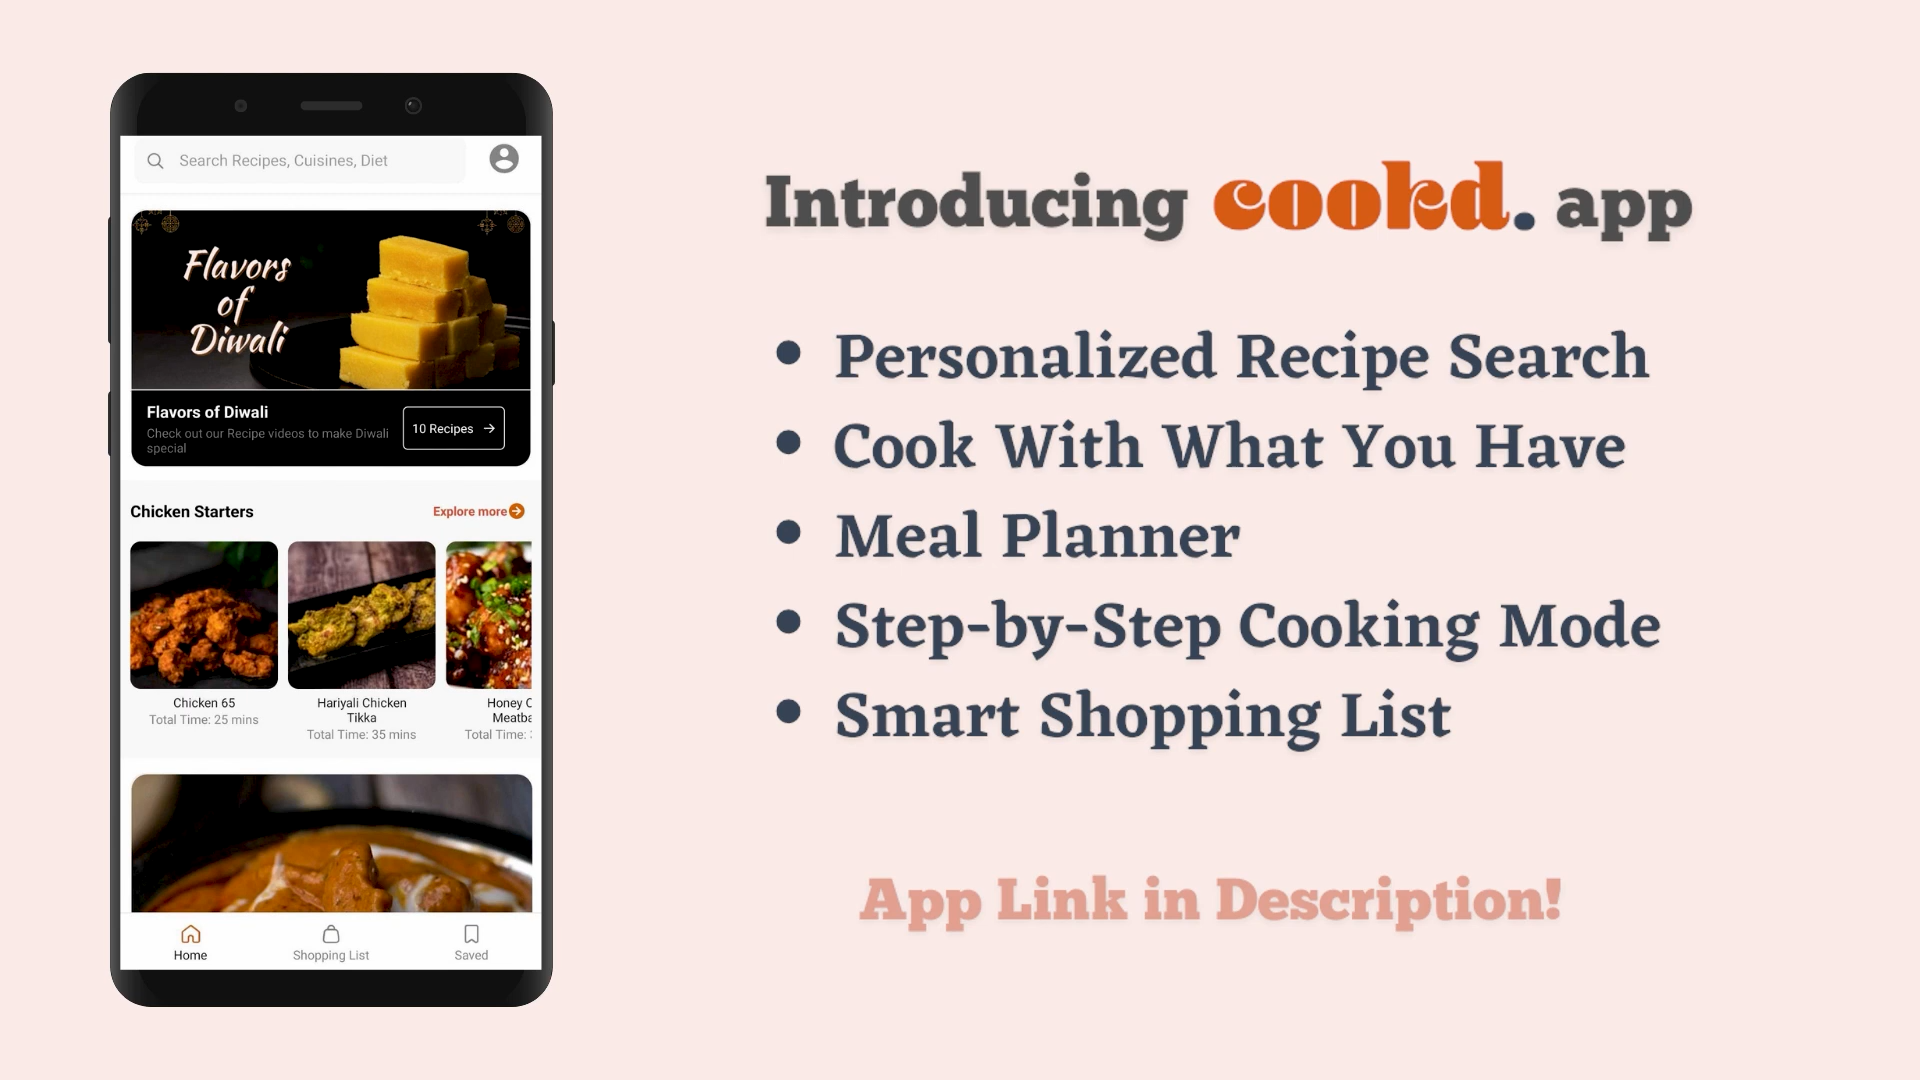 Search Recipes, Cuisines, Diet
Flavors
of
Diwali
Flavors of Diwali
Check out our Recipe videos to make Diwali
special
10 Recipes
Chicken Starters
Explore more
Chicken 65
Total Time: 25 mins
Hariyali Chicken
Tikka
Total Time: 35 mins
Honey
Total Time:
Home
Shopping List
Saved
Introducing cookd. app
• Personalized Recipe Search
• Cook With What You Have
• Meal Planner
• Step-by-Step Cooking Mode
• Smart Shopping List
App Link in Description!